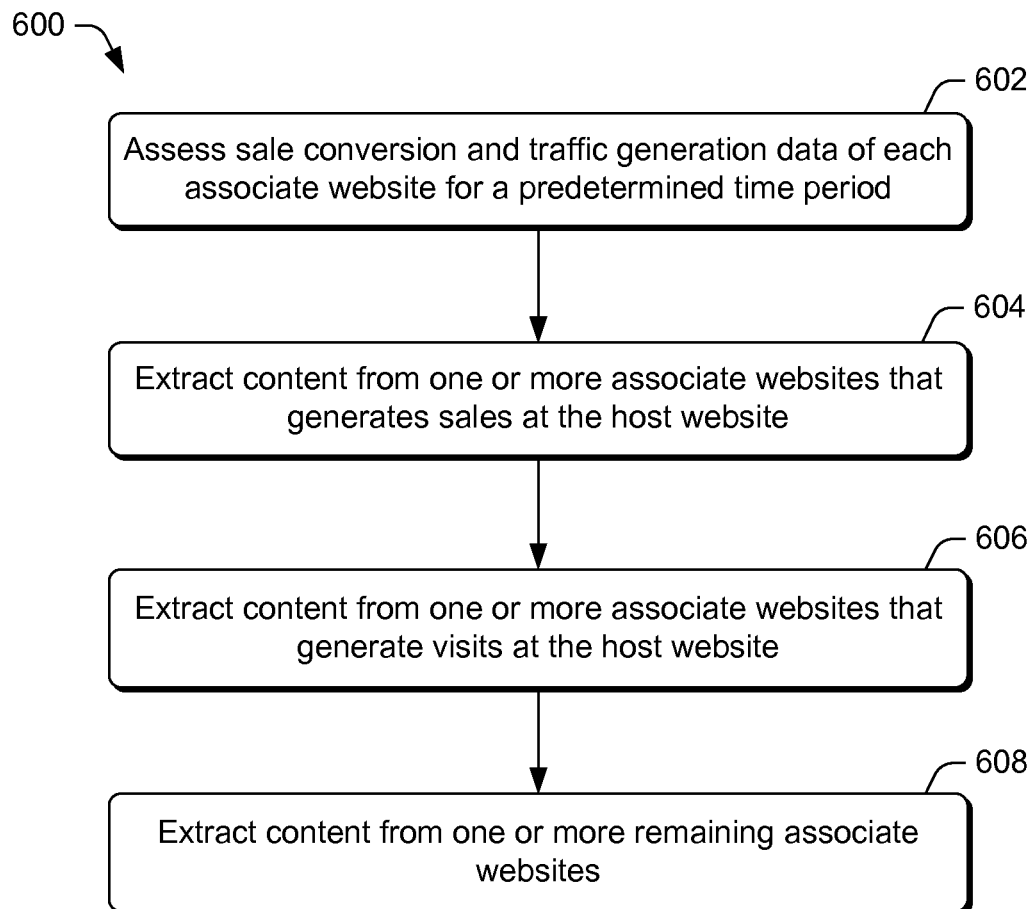 600
602
Assess sale conversion and traffic generation data of each
associate website for a predetermined time period
604
Extract content from one or more associate websites that
generates sales at the host website
606
Extract content from one or more associate websites that
generate visits at the host website
608
Extract content from one or more remaining associate
websites